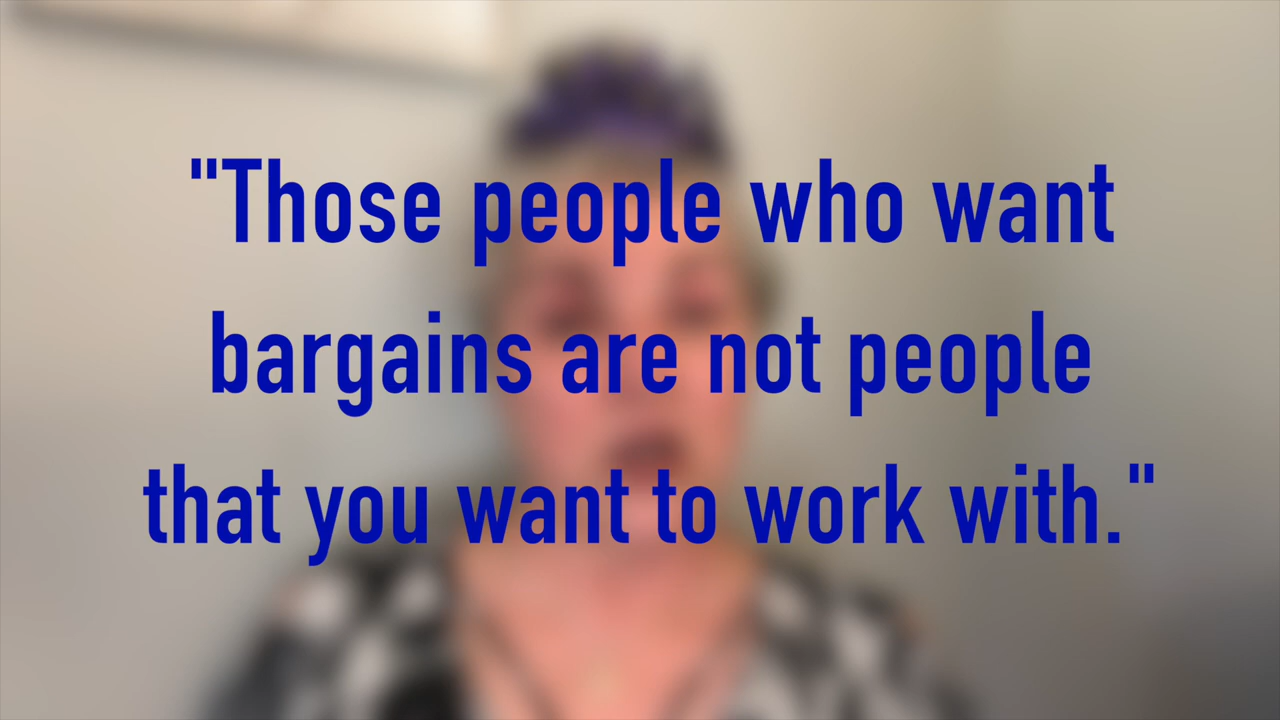 "Those people who want
bargains are not people
that you want to work with."